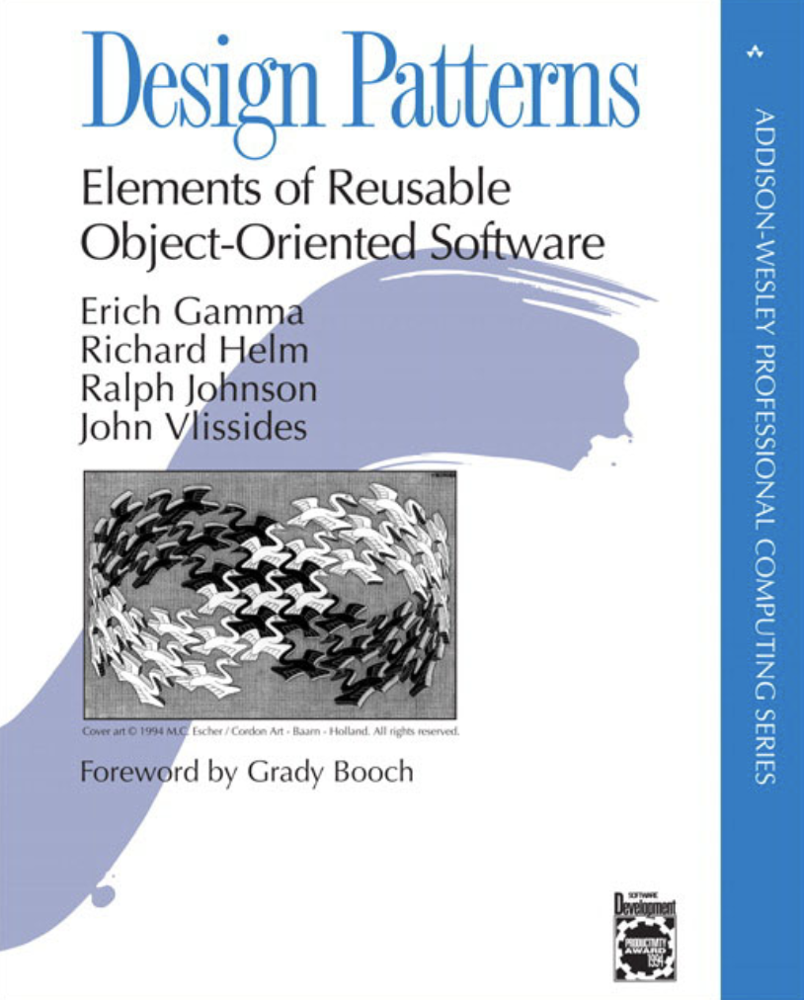 Design Patterns
Elements of Reusable
Object-Oriented Software
Erich Gamma
Richard Helm
Ralph Johnson
John Vlissides
Cover art © 1994 M.C. Escher / Cordon Art - Baarn - Holland. All rights reserved.
Foreword by Grady Booch
SOFTWARE
Development
PRODUCTIVITY
AWARD
1994
ADDISON-WESLEY PROFESSIONAL COMPUTING SERIES